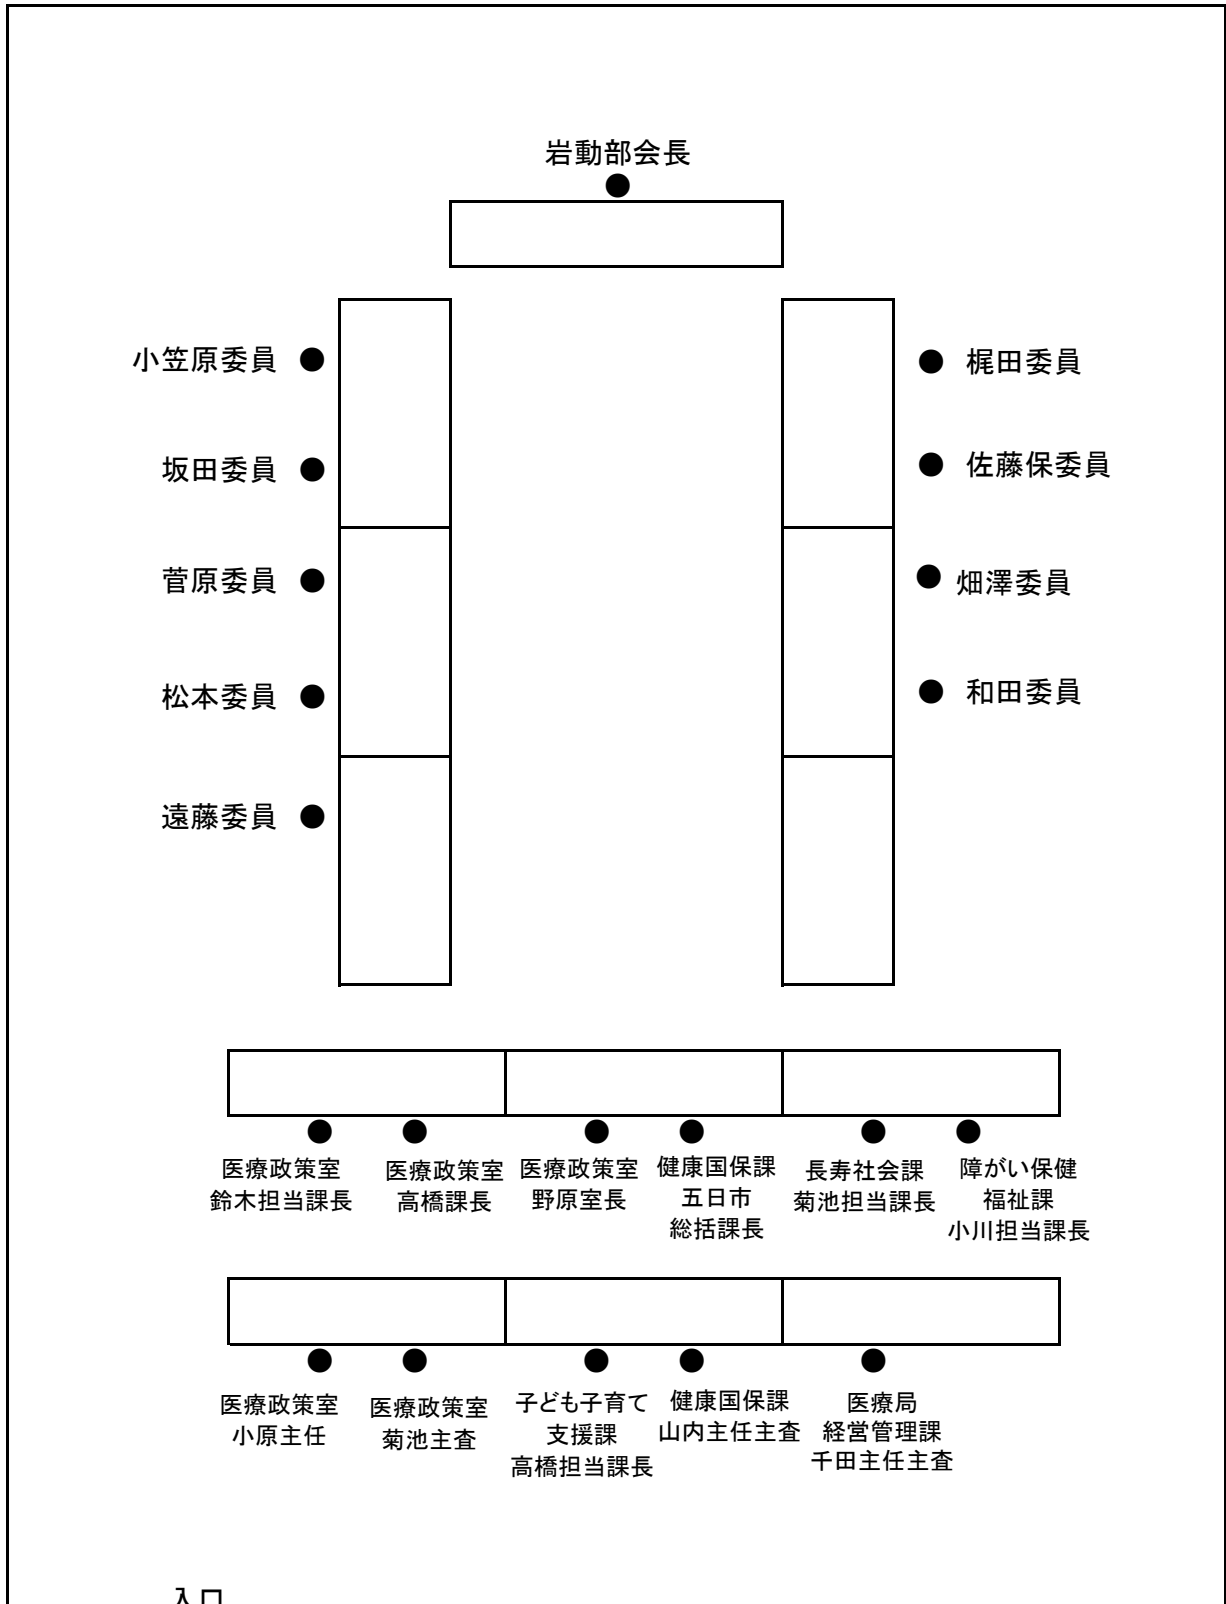 岩動部会長
小笠原委員
梶田委員
坂田委員
佐藤保委員
菅原委員
畑澤委員
松本委員
和田委員
遠藤委員
医療政策室
鈴木担当課長
医療政策室
高橋課長
医療政策室
野原室長
健康国保課
五日市
総括課長
長寿社会課
菊池担当課長
障がい保健
福祉課
小川担当課長
医療政策室
小原主任
医療政策室
菊池主査
子ども子育て
支援課
高橋担当課長
健康国保課
山内主任主査
医療局
経営管理課
千田主任主査
入口